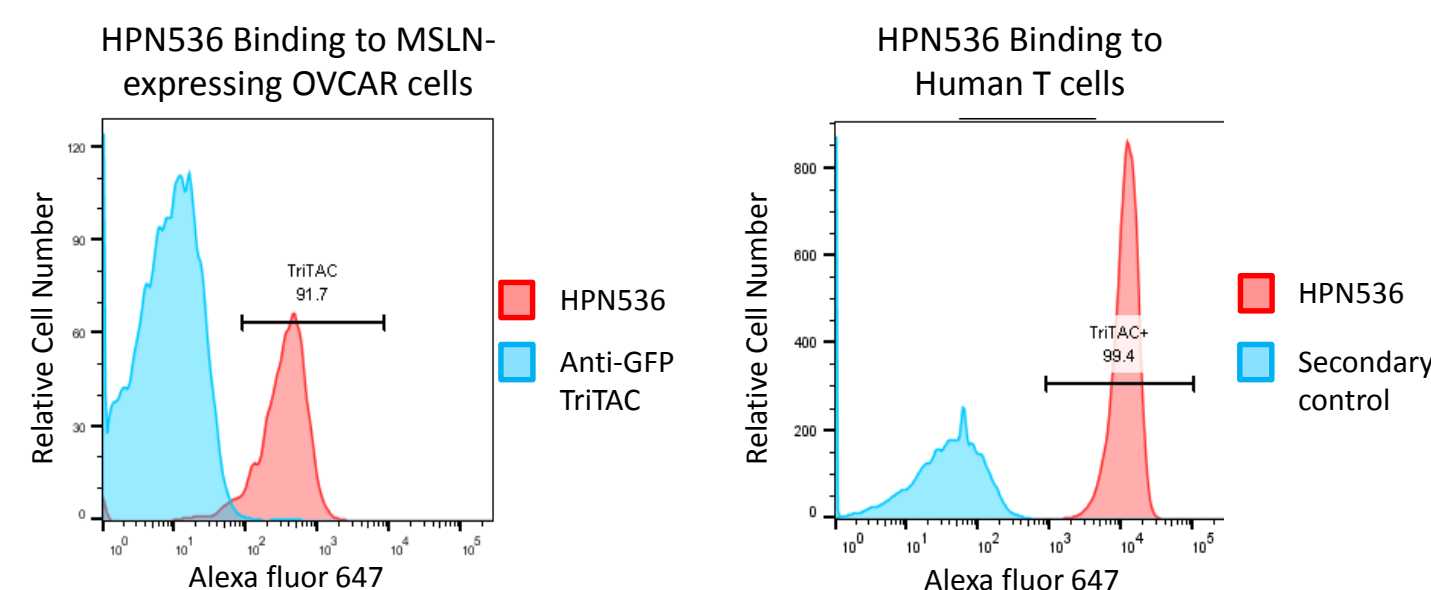 HPN536 Binding to MSLN-
expressing OVCAR cells
Relative Cell Number
120
90
60
30
0
TriTAC
91.7
10^0 10^1 10^2 10^3 10^4 10^5
Alexa fluor 647
HPN536
Anti-GFP
TriTAC
HPN536 Binding to
Human T cells
Relative Cell Number
800
600
400
200
0
TriTAC+
99.4
10^0 10^1 10^2 10^3 10^4 10^5
Alexa fluor 647
HPN536
Secondary
control